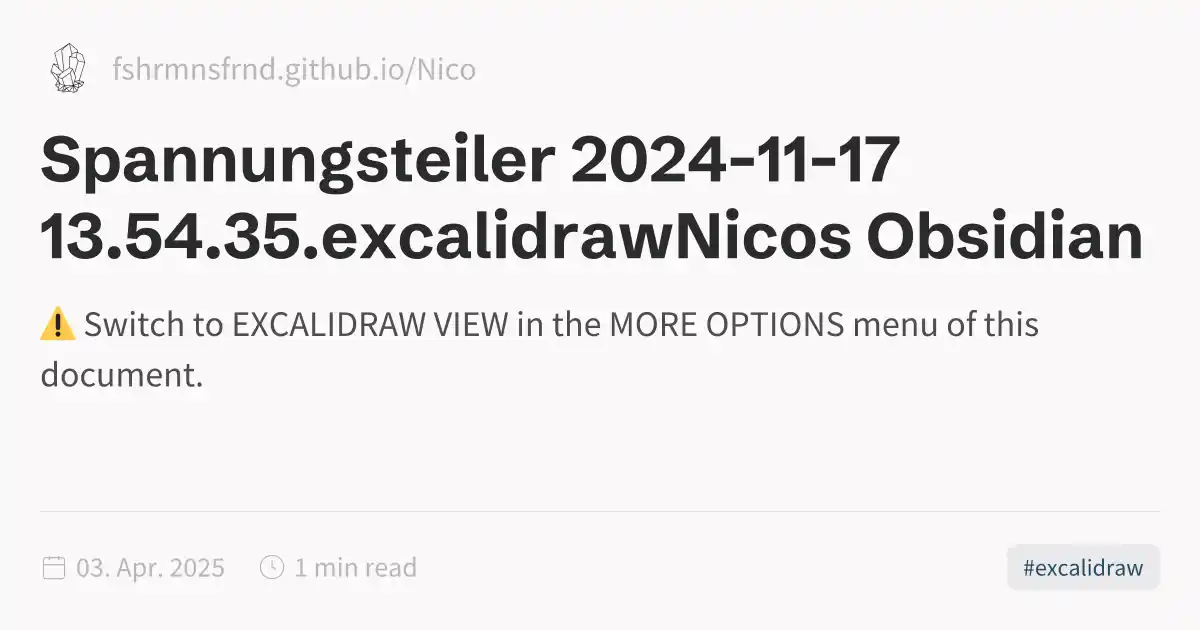 fshrmnsfrnd.github.io/Nico
Spannungsteiler 2024-11-17
13.54.35.excalidrawNicos Obsidian
⚠️ Switch to EXCALIDRAW VIEW in the MORE OPTIONS menu of this
document.
03. Apr. 2025 1 min read #excalidraw